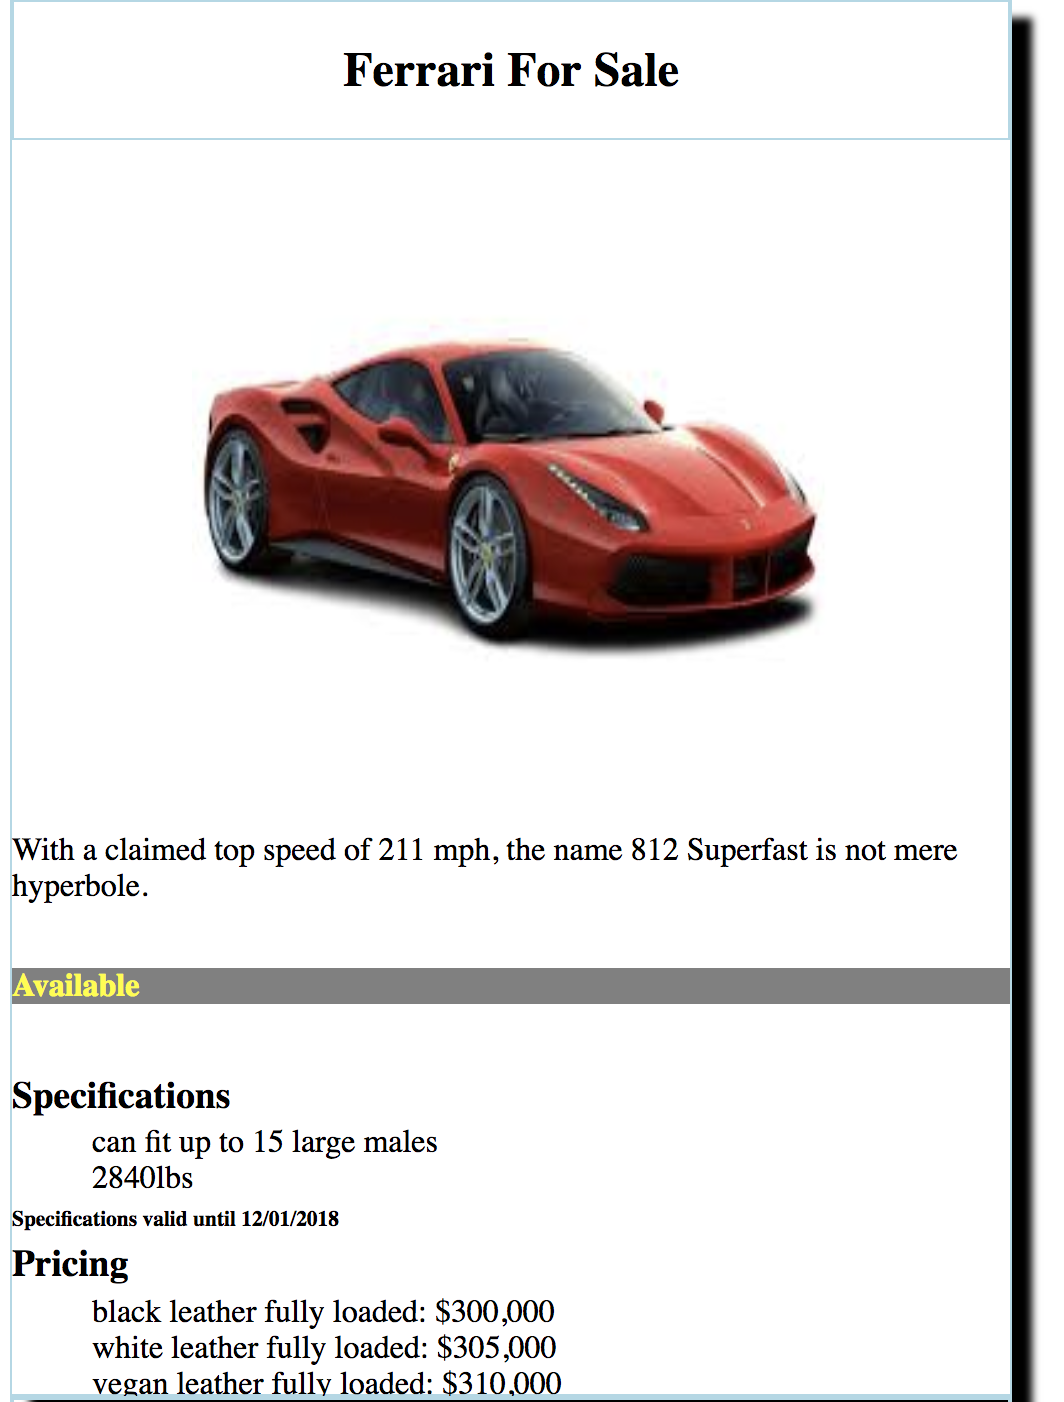 Ferrari For Sale
With a claimed top speed of 211 mph, the name 812 Superfast is not mere
hyperbole.
Available
Specifications
can fit up to 15 large males
2840lbs
Specifications valid until 12/01/2018
Pricing
black leather fully loaded: $300,000
white leather fully loaded: $305,000
vegan leather fully loaded: $310,000